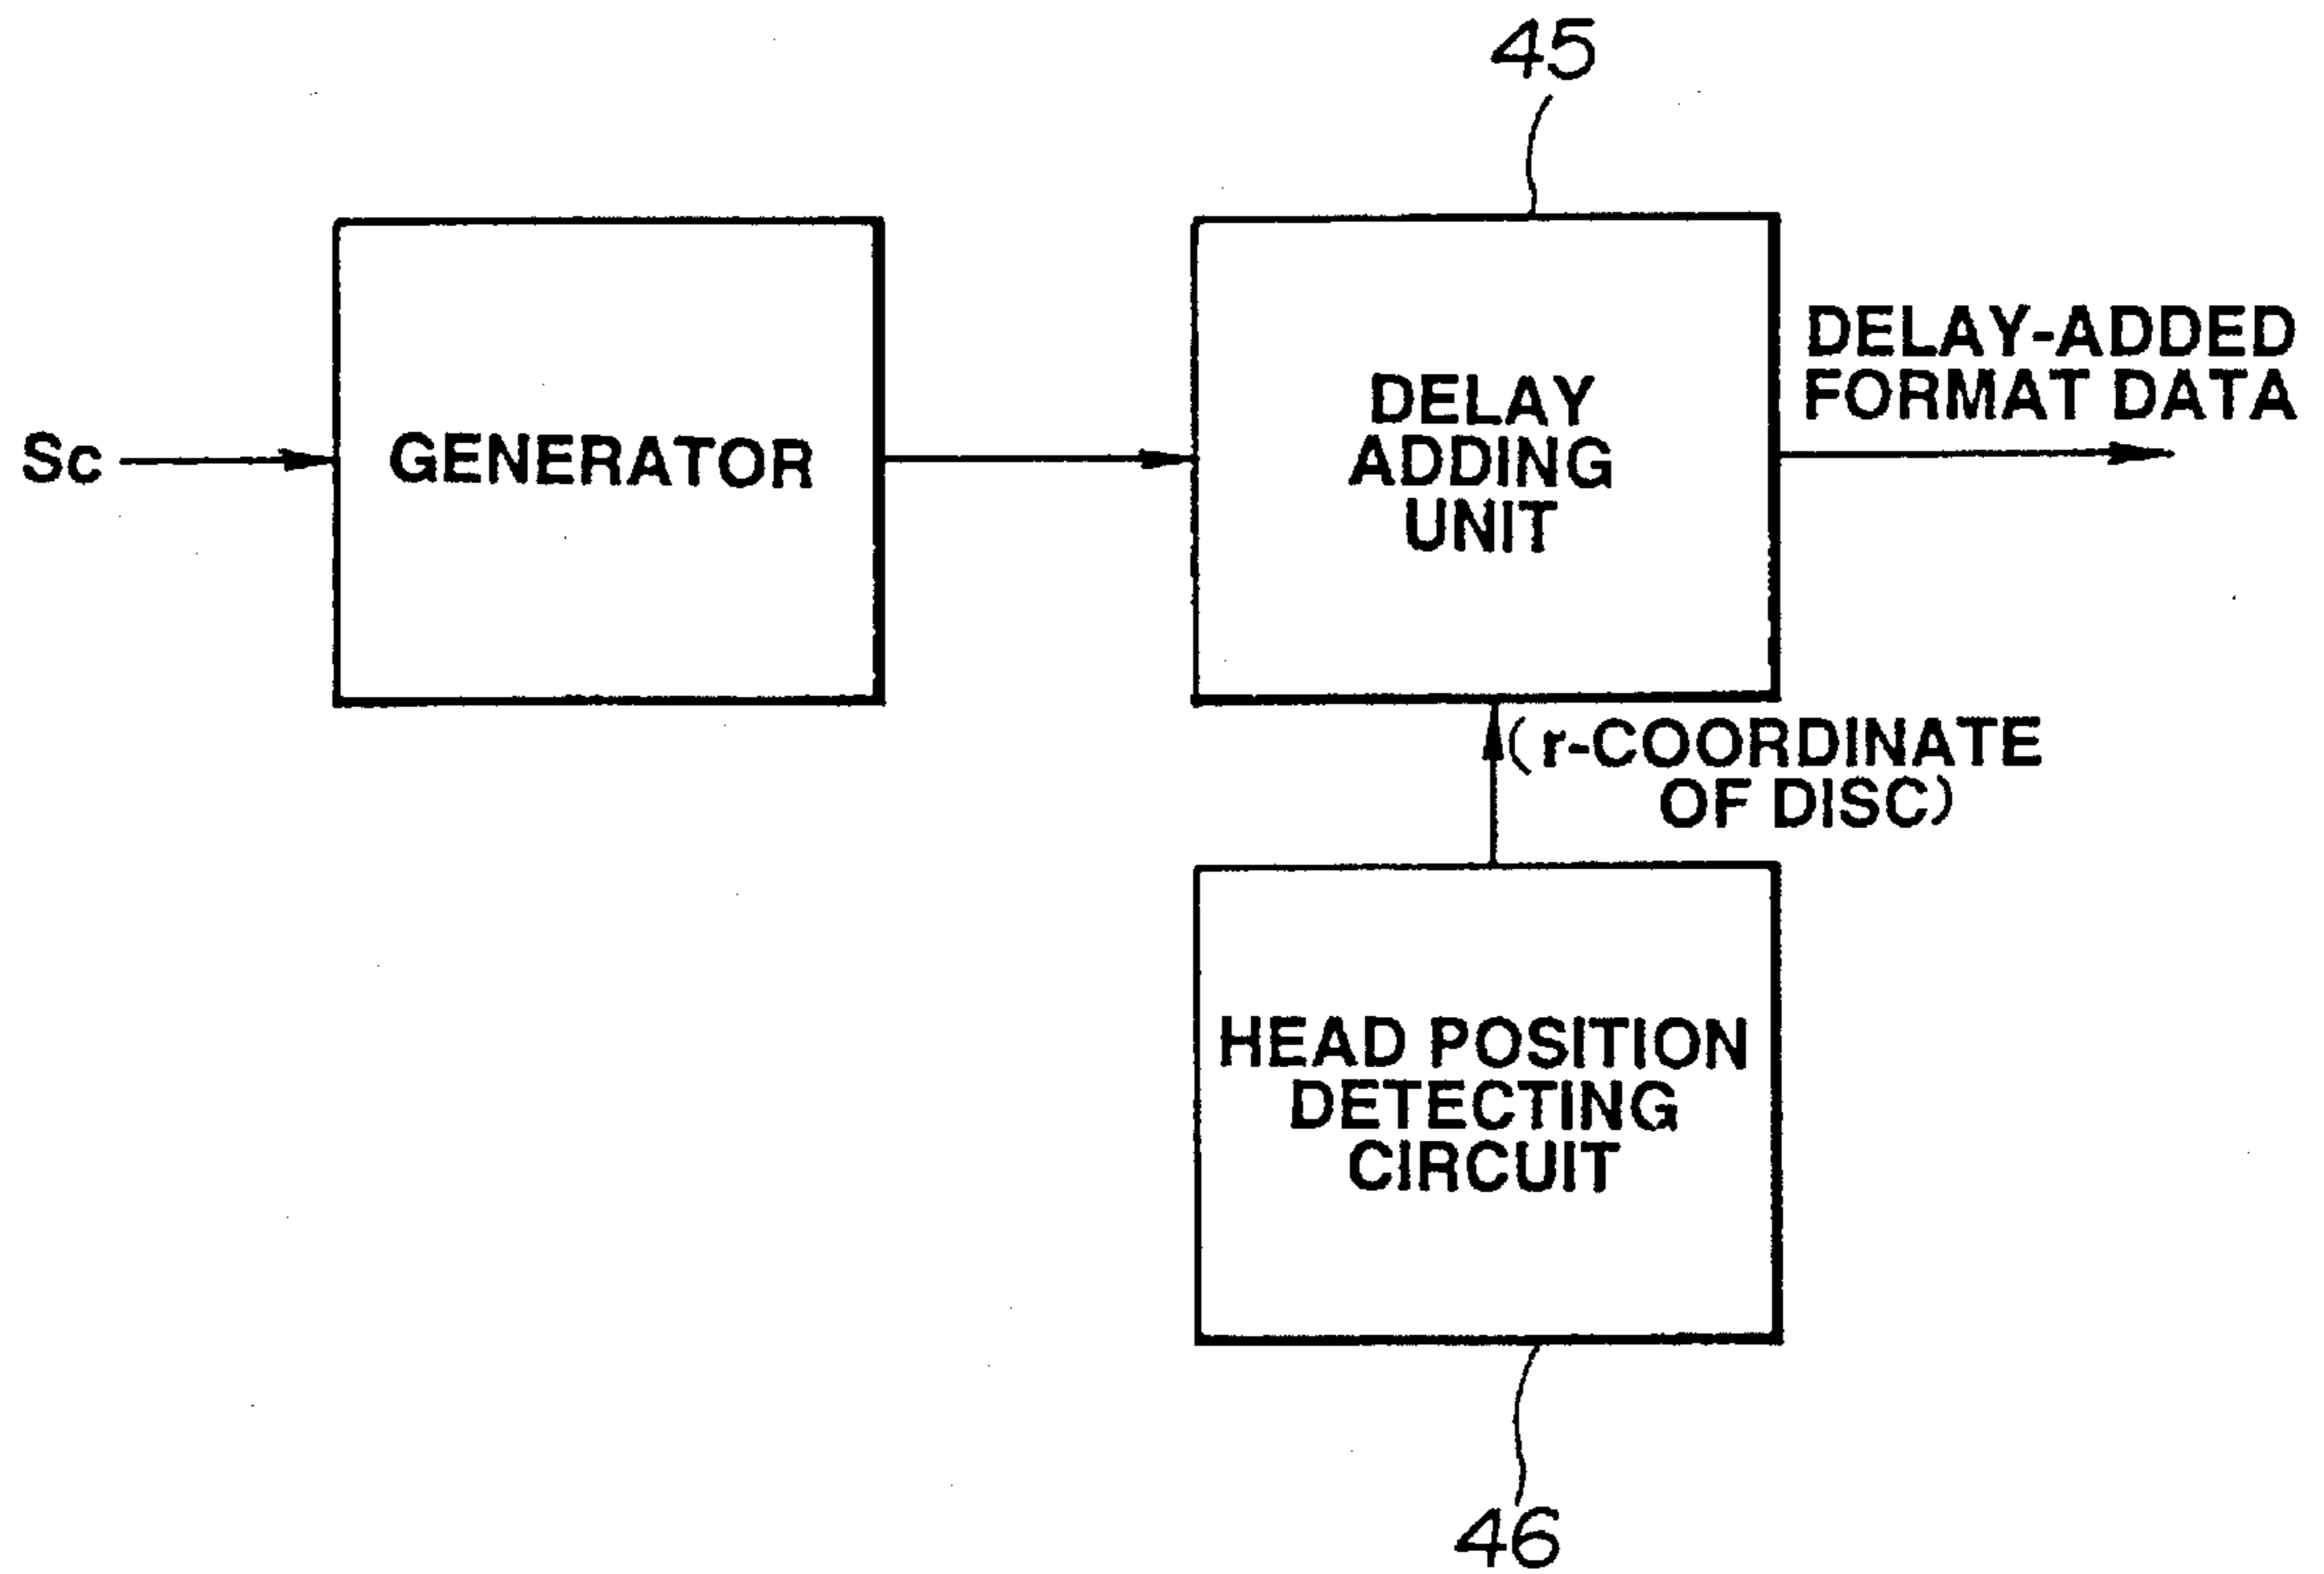 45
Sc
GENERATOR
DELAY
ADDING
UNIT
DELAY-ADDED
FORMAT DATA
(r-COORDINATE
OF DISC)
HEAD POSITION
DETECTING
CIRCUIT
46